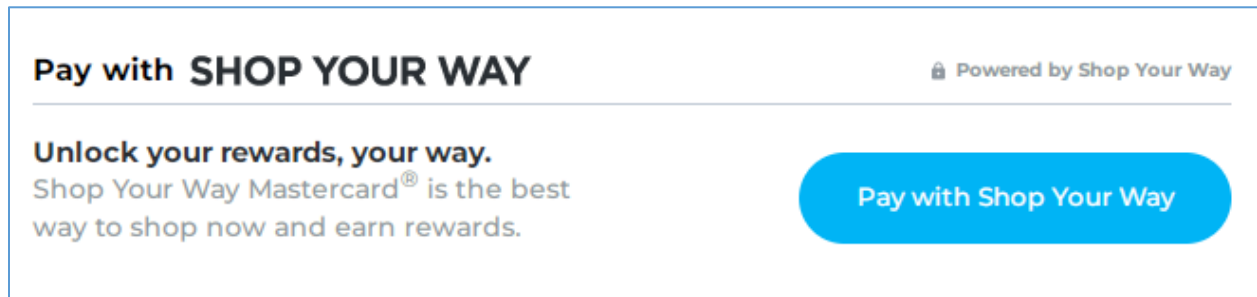 Pay with SHOP YOUR WAY
Powered by Shop Your Way
Unlock your rewards, your way.
Shop Your Way Mastercard® is the best
way to shop now and earn rewards.
Pay with Shop Your Way